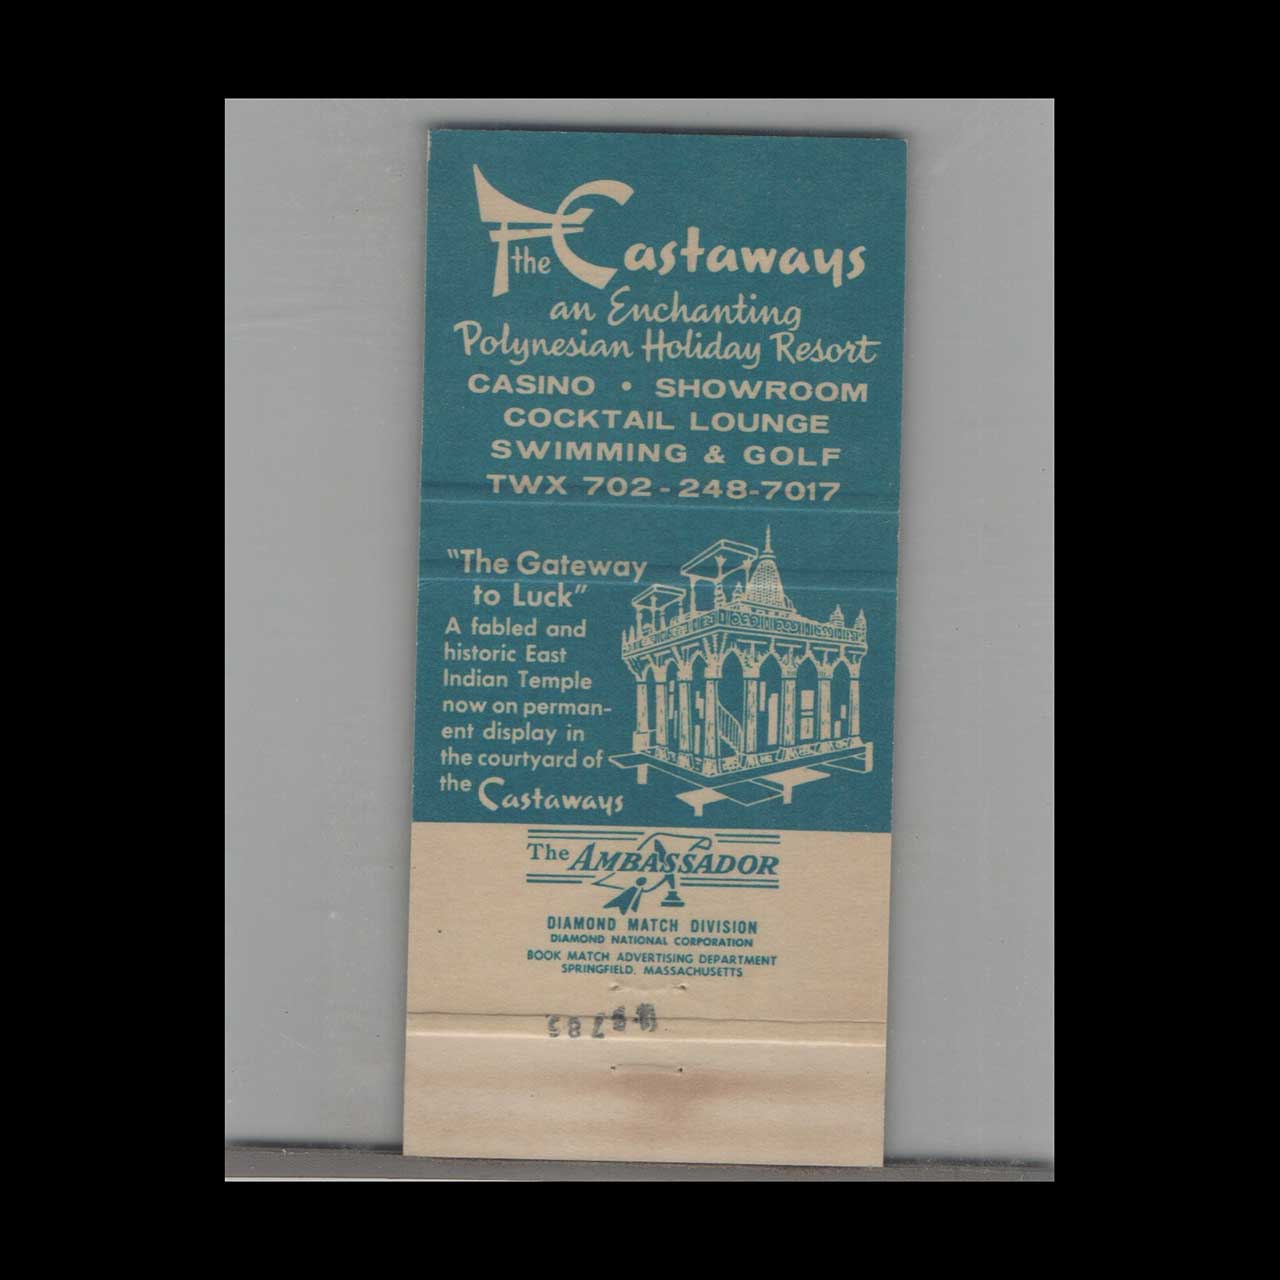 the Castaways
an Enchanting
Polynesian Holiday Resort
CASINO • SHOWROOM
COCKTAIL LOUNGE
SWIMMING & GOLF
TWX 702-248-7017
"The Gateway
to Luck"
A fabled and
historic East
Indian Temple
now on perman-
ent display in
the courtyard of
the Castaways
The AMBASSADOR
DIAMOND MATCH DIVISION
DIAMOND NATIONAL CORPORATION
BOOK MATCH ADVERTISING DEPARTMENT
SPRINGFIELD, MASSACHUSETTS